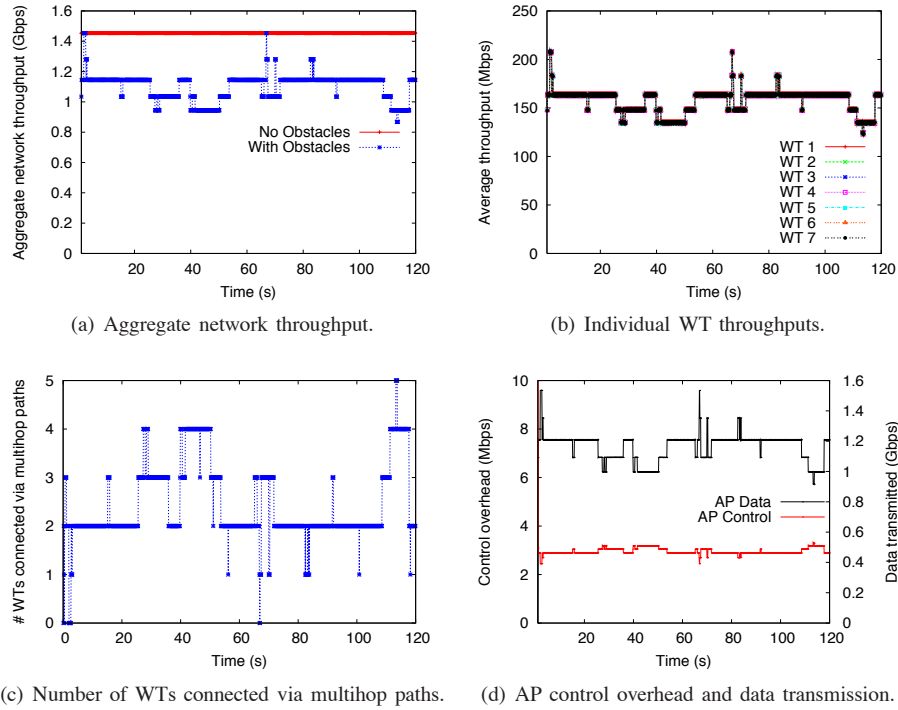 Aggregate network throughput (Gbps)
1.6
1.4
1.2
1
0.8
0.6
0.4
0.2
0
No Obstacles
With Obstacles
20 40 60 80 100 120
Time (s)
(a) Aggregate network throughput.
Average throughput (Mbps)
250
200
150
100
50
0
WT 1
WT 2
WT 3
WT 4
WT 5
WT 6
WT 7
20 40 60 80 100 120
Time (s)
(b) Individual WT throughputs.
# WTs connected via multihop paths
5
4
3
2
1
0
0 20 40 60 80 100 120
Time (s)
(c) Number of WTs connected via multihop paths.
Control overhead (Mbps)
10
8
6
4
2
0
AP Data
AP Control
1.6
1.4
1.2
1
0.8
0.6
0.4
0.2
0
Data transmitted (Gbps)
20 40 60 80 100 120
Time (s)
(d) AP control overhead and data transmission.